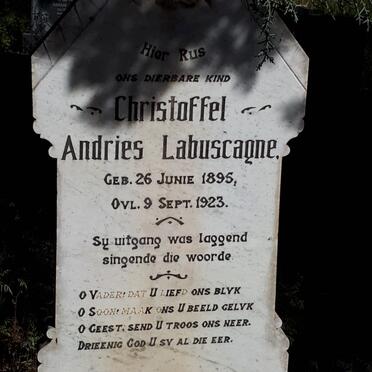 Hier Rus
ONS DIERBARE KIND
Christoffel
Andries Labuscagne,
GEB. 26 JUNIE 1895,
OVL. 9 SEPT. 1923.
Sy uitgang was laggend
singende die woorde
O VADER! DAT U LIEFD ONS BLYK
O SOON! MAAK ONS U BEELD GELYK
O GEEST, SEND U TROOS ONS NEER.
DRIEENIG GOD U SY AL DIE EER.